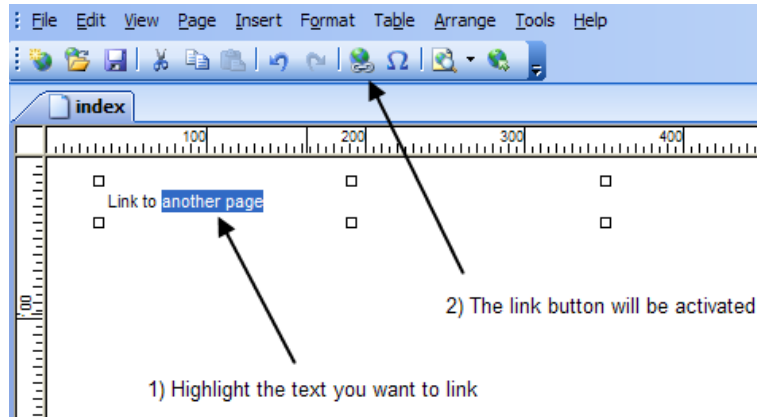 File Edit View Page Insert Format Table Arrange Tools Help
Ω
index
100 200 300 400
Link to another page
100
2) The link button will be activated
1) Highlight the text you want to link